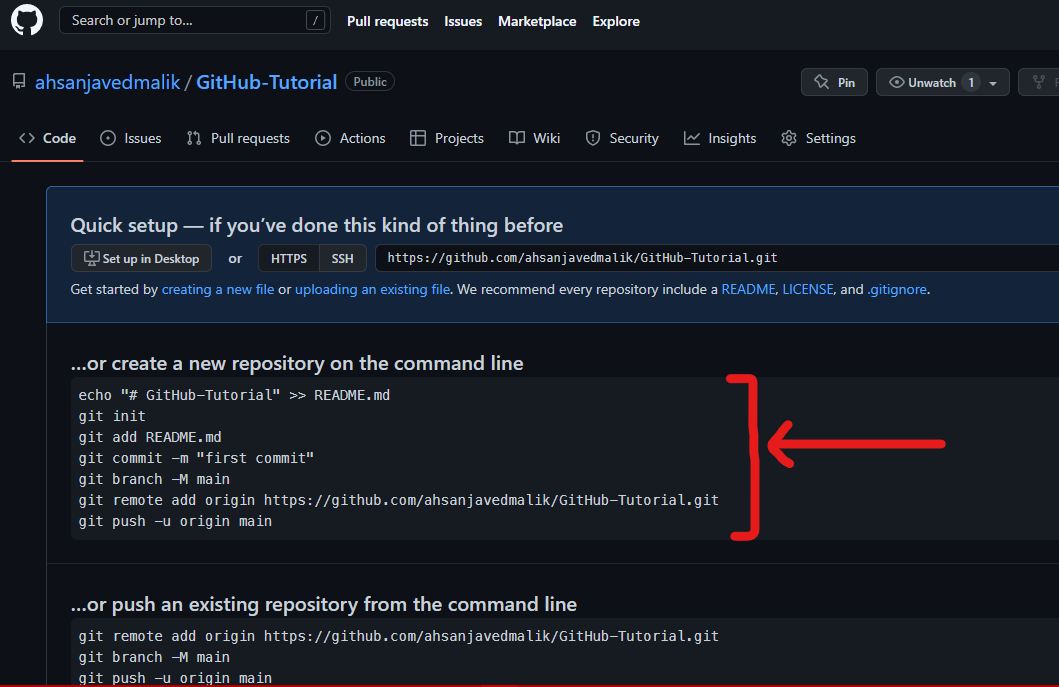 Search or jump to... /
Pull requests Issues Marketplace Explore
ahsanjavedmalik / GitHub-Tutorial Public
Pin Unwatch 1
Code Issues Pull requests Actions Projects Wiki Security Insights Settings
Quick setup — if you’ve done this kind of thing before
Set up in Desktop or HTTPS SSH https://github.com/ahsanjavedmalik/GitHub-Tutorial.git
Get started by creating a new file or uploading an existing file. We recommend every repository include a README, LICENSE, and .gitignore.
…or create a new repository on the command line
echo "# GitHub-Tutorial" >> README.md
git init
git add README.md
git commit -m "first commit"
git branch -M main
git remote add origin https://github.com/ahsanjavedmalik/GitHub-Tutorial.git
git push -u origin main
…or push an existing repository from the command line
git remote add origin https://github.com/ahsanjavedmalik/GitHub-Tutorial.git
git branch -M main
git push -u origin main